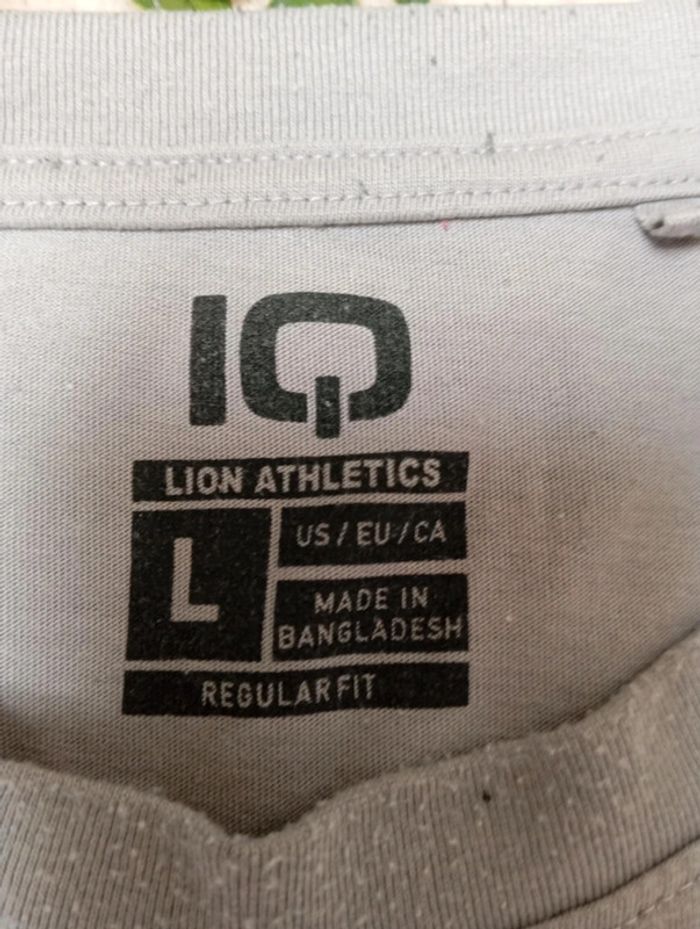 IQ
LION ATHLETICS
L
US / EU / CA
MADE IN
BANGLADESH
REGULAR FIT